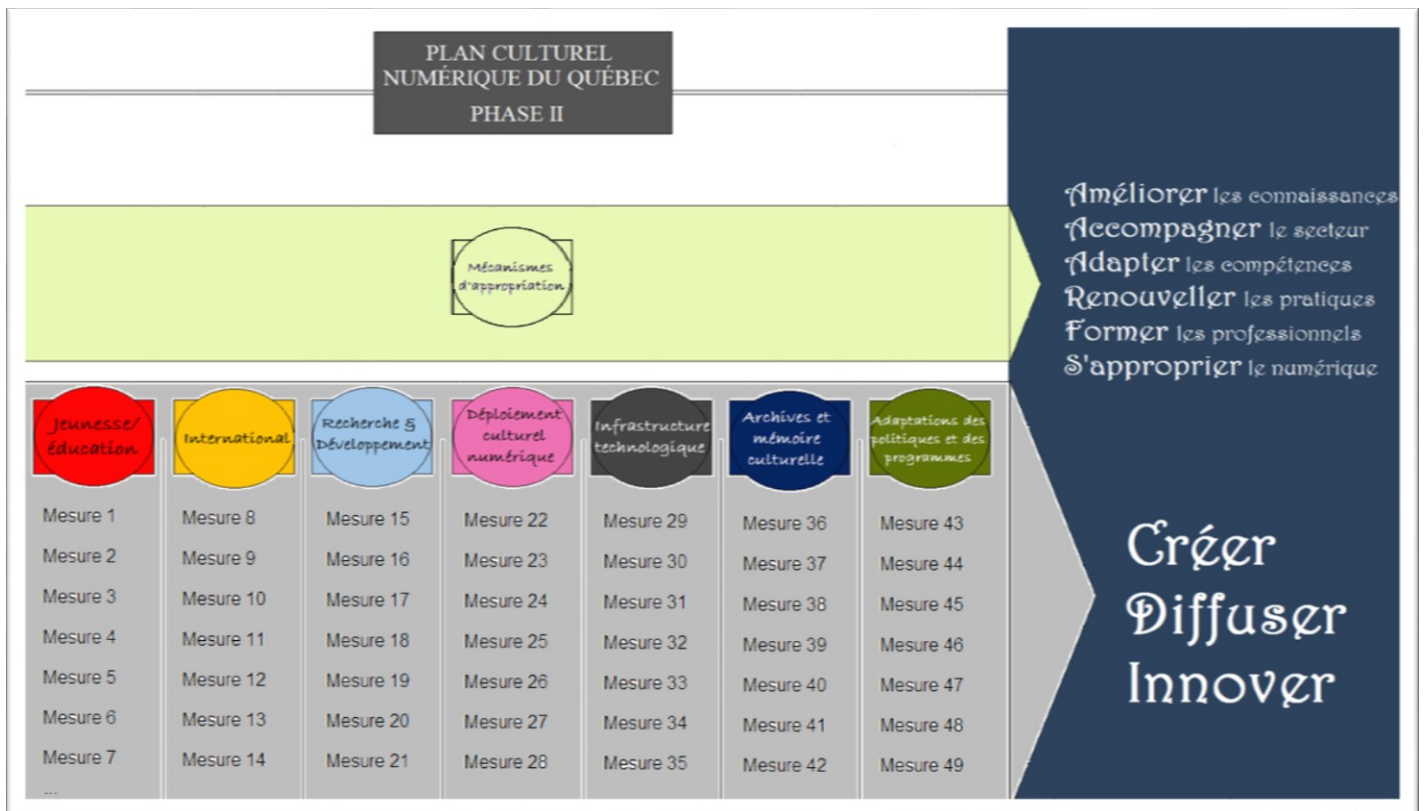 PLAN CULTUREL
NUMÉRIQUE DU QUÉBEC
PHASE II
Mécanismes
d'appropriation
Améliorer les connaissances
Accompagner le secteur
Adapter les compétences
Renouveller les pratiques
Former les professionnels
S'approprier le numérique
Jeunesse/
éducation
Mesure 1
Mesure 2
Mesure 3
Mesure 4
Mesure 5
Mesure 6
Mesure 7
...
International
Mesure 8
Mesure 9
Mesure 10
Mesure 11
Mesure 12
Mesure 13
Mesure 14
Recherche &
Développement
Mesure 15
Mesure 16
Mesure 17
Mesure 18
Mesure 19
Mesure 20
Mesure 21
Déploiement
culturel
numérique
Mesure 22
Mesure 23
Mesure 24
Mesure 25
Mesure 26
Mesure 27
Mesure 28
Infrastructure
technologique
Mesure 29
Mesure 30
Mesure 31
Mesure 32
Mesure 33
Mesure 34
Mesure 35
Archives et
mémoire
culturelle
Mesure 36
Mesure 37
Mesure 38
Mesure 39
Mesure 40
Mesure 41
Mesure 42
Adaptations des
politiques et des
programmes
Mesure 43
Mesure 44
Mesure 45
Mesure 46
Mesure 47
Mesure 48
Mesure 49
Créer
Diffuser
Innover